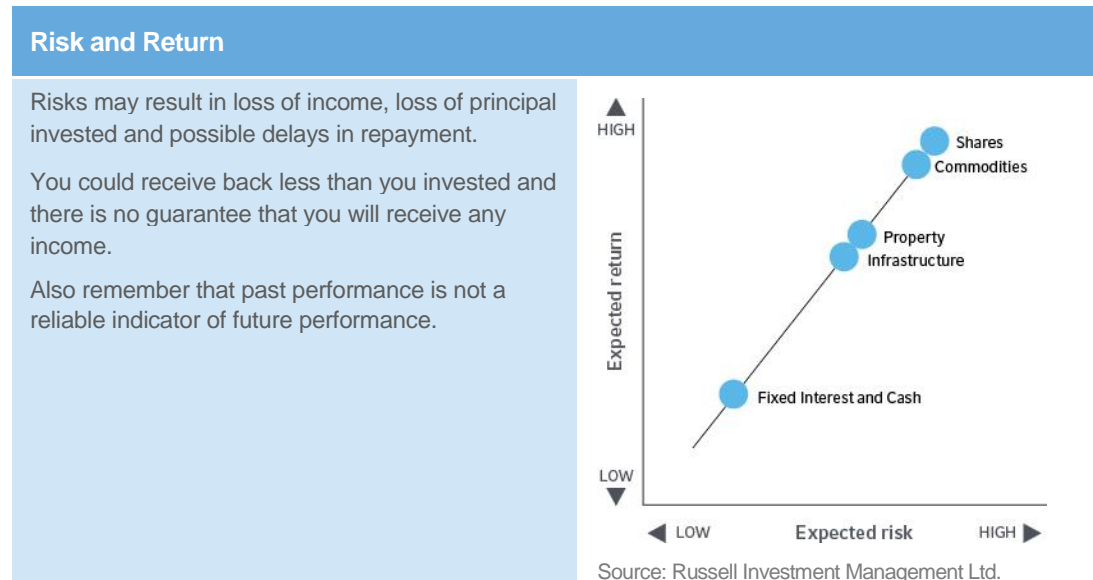 Risk and Return
Risks may result in loss of income, loss of principal
invested and possible delays in repayment.
You could receive back less than you invested and
there is no guarantee that you will receive any
income.
Also remember that past performance is not a
reliable indicator of future performance.
HIGH
Shares
Commodities
Property
Infrastructure
Expected return
Fixed Interest and Cash
LOW
LOW Expected risk HIGH
Source: Russell Investment Management Ltd.